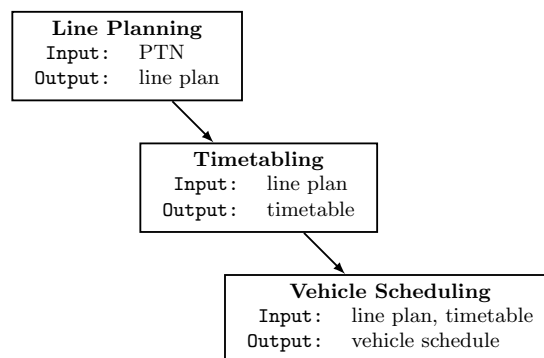 Line Planning
Input: PTN
Output: line plan
Timetabling
Input: line plan
Output: timetable
Vehicle Scheduling
Input: line plan, timetable
Output: vehicle schedule